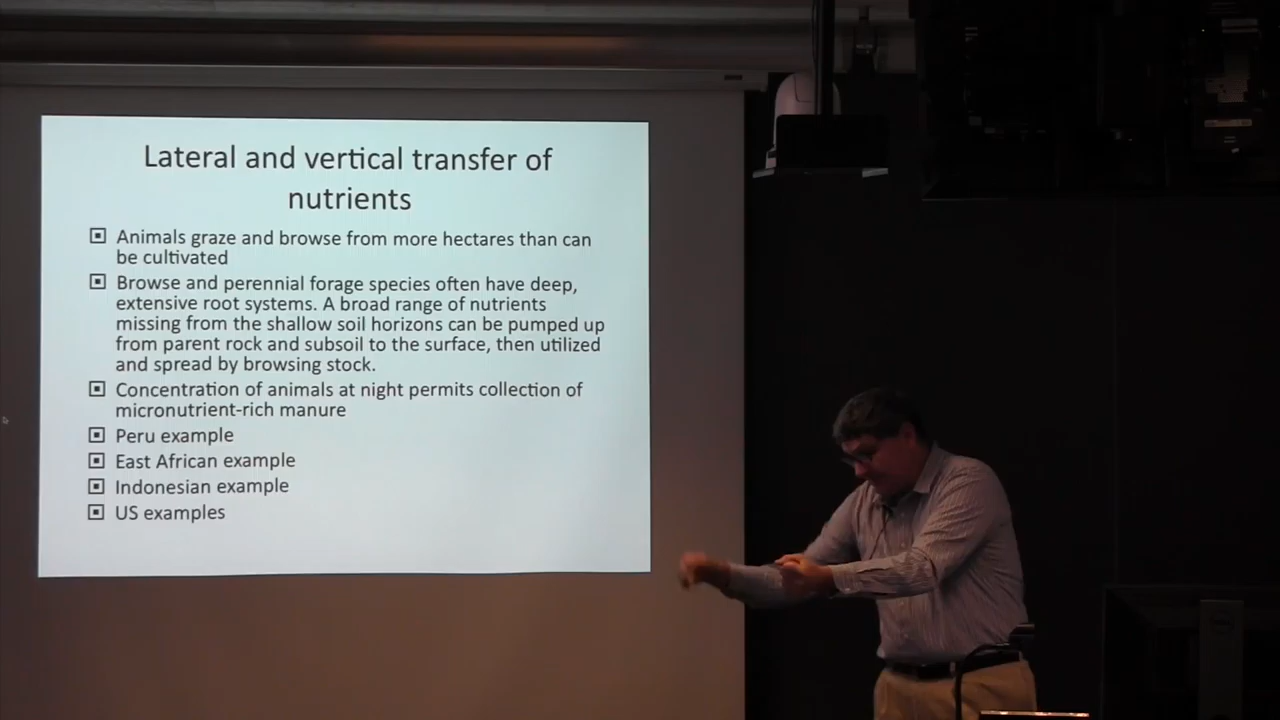 Lateral and vertical transfer of
nutrients
Animals graze and browse from more hectares than can
be cultivated
Browse and perennial forage species often have deep,
extensive root systems. A broad range of nutrients
missing from the shallow soil horizons can be pumped up
from parent rock and subsoil to the surface, then utilized
and spread by browsing stock.
Concentration of animals at night permits collection of
micronutrient-rich manure
Peru example
East African example
Indonesian example
US examples